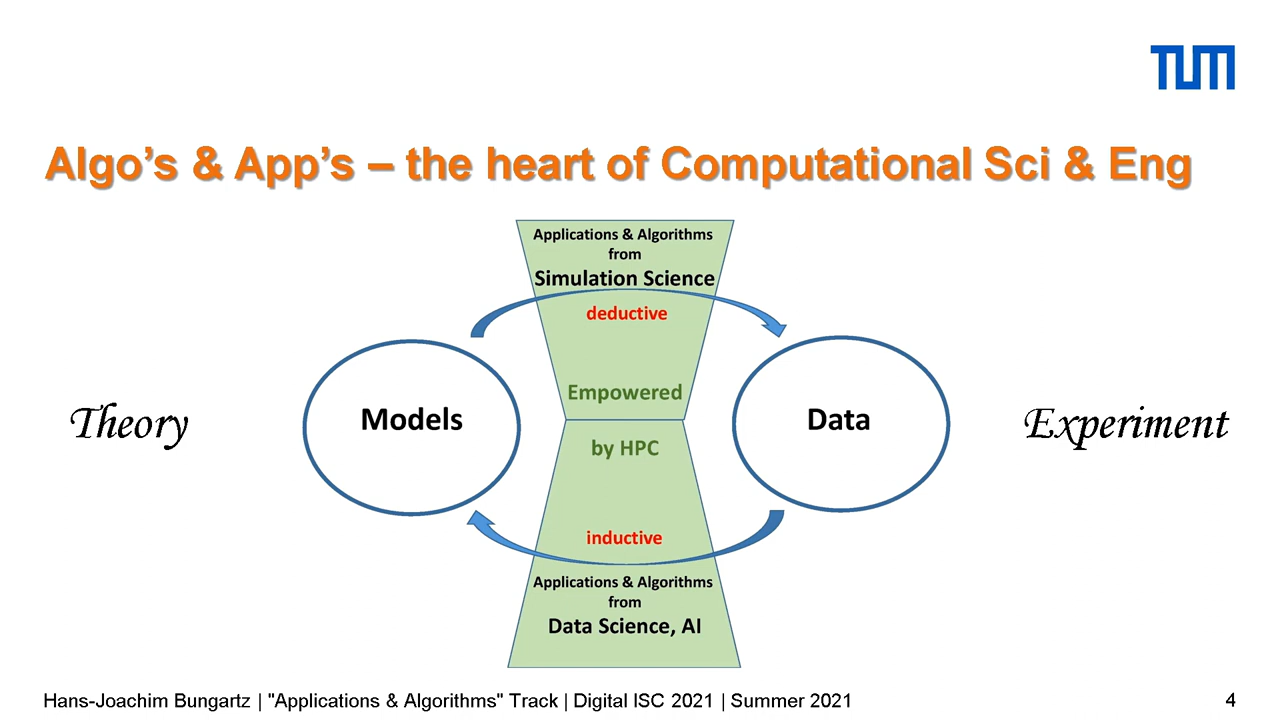 TUM
Algo's & App's – the heart of Computational Sci & Eng
Applications & Algorithms
from
Simulation Science
deductive
Empowered
Theory
Models
Data
Experiment
by HPC
inductive
Applications & Algorithms
from
Data Science, AI
Hans-Joachim Bungartz | "Applications & Algorithms" Track | Digital ISC 2021 | Summer 2021
4